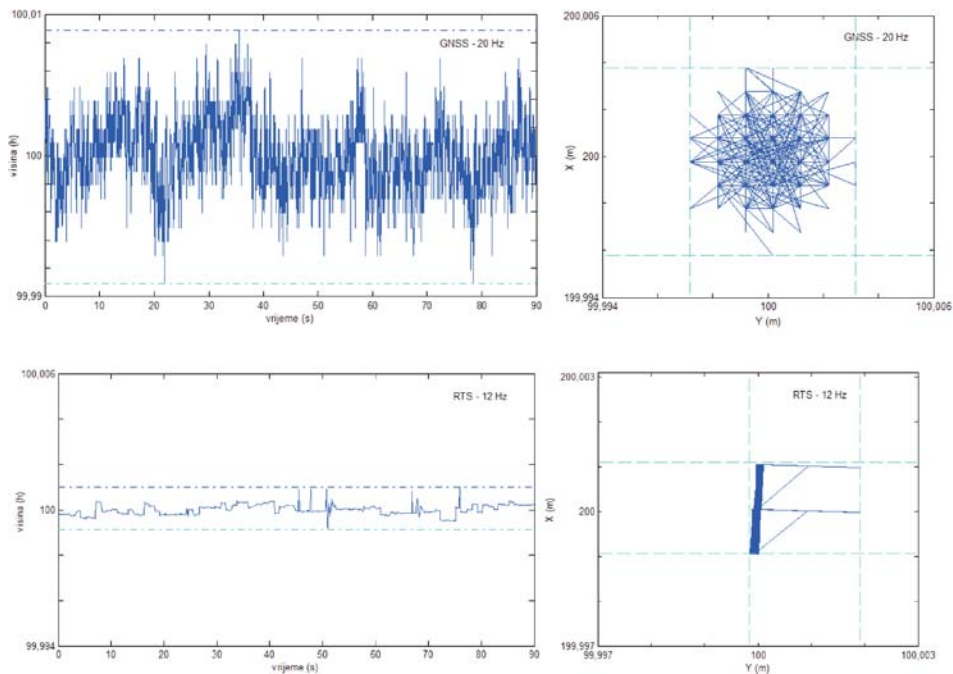 100,01
GNSS - 20 Hz
visina (h)
100
99,99
0 10 20 30 40 50 60 70 80 90
vrijeme (s)
200,006
GNSS - 20 Hz
X (m)
200
199,994
99,994 100 100,006
Y (m)
100,006
RTS - 12 Hz
visina (h)
100
99,994
0 10 20 30 40 50 60 70 80 90
vrijeme (s)
200,003
RTS - 12 Hz
X (m)
200
199,997
99,997 100 100,003
Y (m)